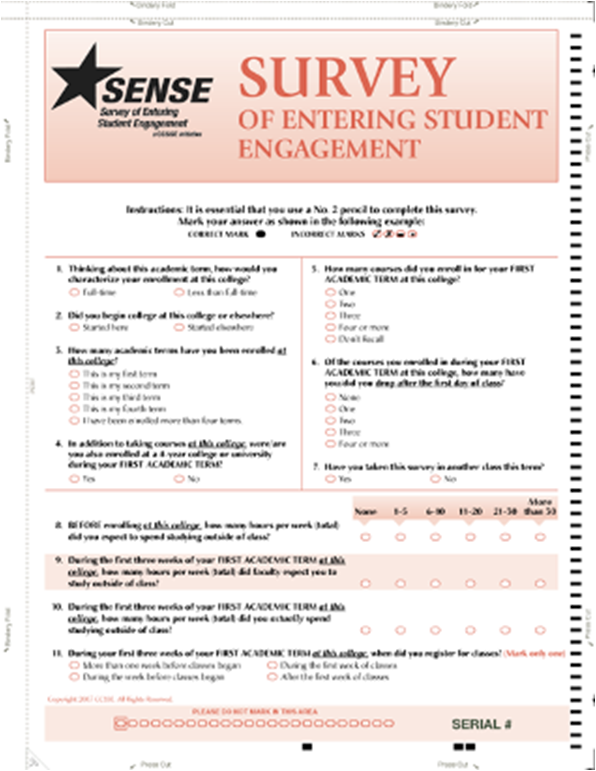 Bindery Fold
Bindery Fold
Bindery Cut
Bindery Cut
SENSE
Survey of Entering
Student Engagement
a CCSSE initiative
SURVEY
OF ENTERING STUDENT
ENGAGEMENT
Instructions: It is essential that you use a No. 2 pencil to complete this survey.
Mark your answer as shown in the following example:
CORRECT MARK
INCORRECT MARKS
1. Thinking about this academic term, how would you
characterize your enrollment at this college?
Full-time
Less than full-time
2. Did you begin college at this college or elsewhere?
Started here
Started elsewhere
3. How many academic terms have you been enrolled at
this college?
This is my first term
This is my second term
This is my third term
This is my fourth term
I have been enrolled more than four terms.
4. In addition to taking courses at this college, were/are
you also enrolled at a 4-year college or university
during your FIRST ACADEMIC TERM?
Yes
No
5. How many courses did you enroll in for your FIRST
ACADEMIC TERM at this college?
One
Two
Three
Four or more
Don't Recall
6. Of the courses you enrolled in during your FIRST
ACADEMIC TERM at this college, how many have
you/did you drop after the first day of class?
None
One
Two
Three
Four or more
7. Have you taken this survey in another class this term?
Yes
No
None
1-5
6-10
11-20
21-30
More
than 30
8. BEFORE enrolling at this college, how many hours per week (total)
did you expect to spend studying outside of class?
9. During the first three weeks of your FIRST ACADEMIC TERM at this
college, how many hours per week (total) did faculty expect you to
study outside of class?
10. During the first three weeks of your FIRST ACADEMIC TERM at this
college, how many hours per week (total) did you actually spend
studying outside of class?
11. During your first three weeks of your FIRST ACADEMIC TERM at this college, when did you register for classes? (Mark only one)
More than one week before classes began
During the week before classes began
During the first week of classes
After the first week of classes
Copyright 2007 CCSSE. All Rights Reserved.
PLEASE DO NOT MARK IN THIS AREA
SERIAL #
Press Cut
Press Cut
Bindery Fold
Bindery Fold